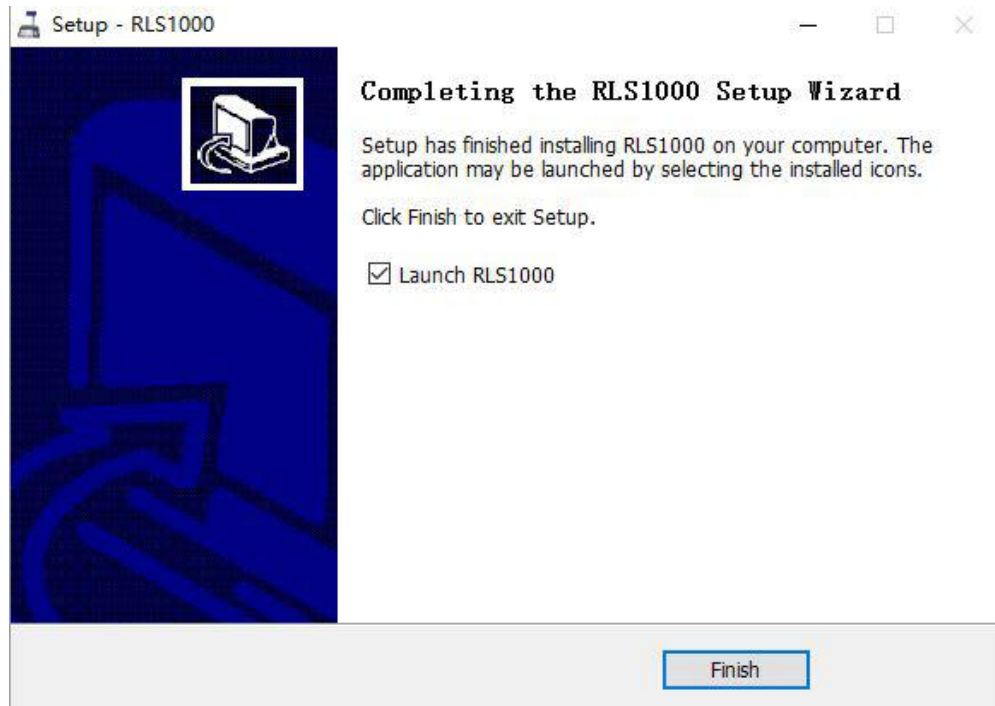 Setup - RLS1000
Completing the RLS1000 Setup Wizard
Setup has finished installing RLS1000 on your computer. The
application may be launched by selecting the installed icons.
Click Finish to exit Setup.
Launch RLS1000
Finish